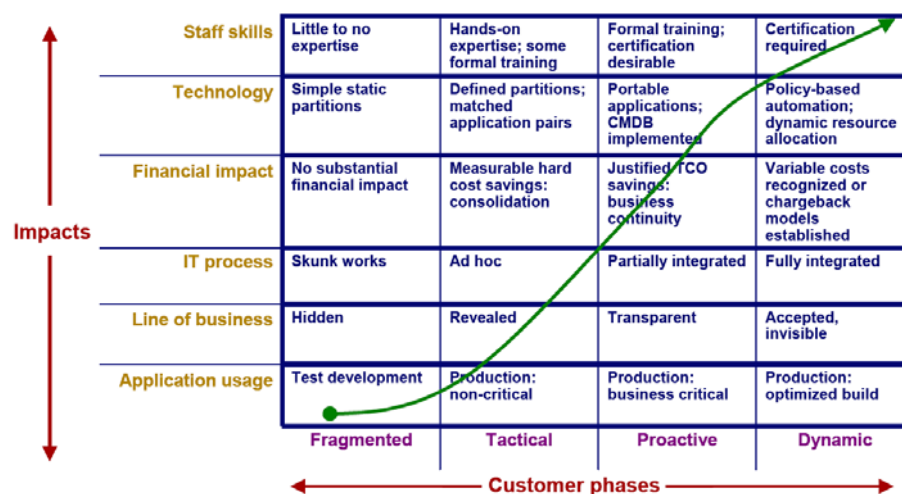 Staff skills
Little to no
expertise
Hands-on
expertise; some
formal training
Formal training;
certification
desirable
Certification
required
Technology
Simple static
partitions
Defined partitions;
matched
application pairs
Portable
applications;
CMDB
implemented
Policy-based
automation;
dynamic resource
allocation
Financial impact
No substantial
financial impact
Measurable hard
cost savings:
consolidation
Justified TCO
savings:
business
continuity
Variable costs
recognized or
chargeback
models
established
Impacts
IT process
Skunk works
Ad hoc
Partially integrated
Fully integrated
Line of business
Hidden
Revealed
Transparent
Accepted,
invisible
Application usage
Test development
Production:
non-critical
Production:
business critical
Production:
optimized build
Fragmented
Tactical
Proactive
Dynamic
Customer phases